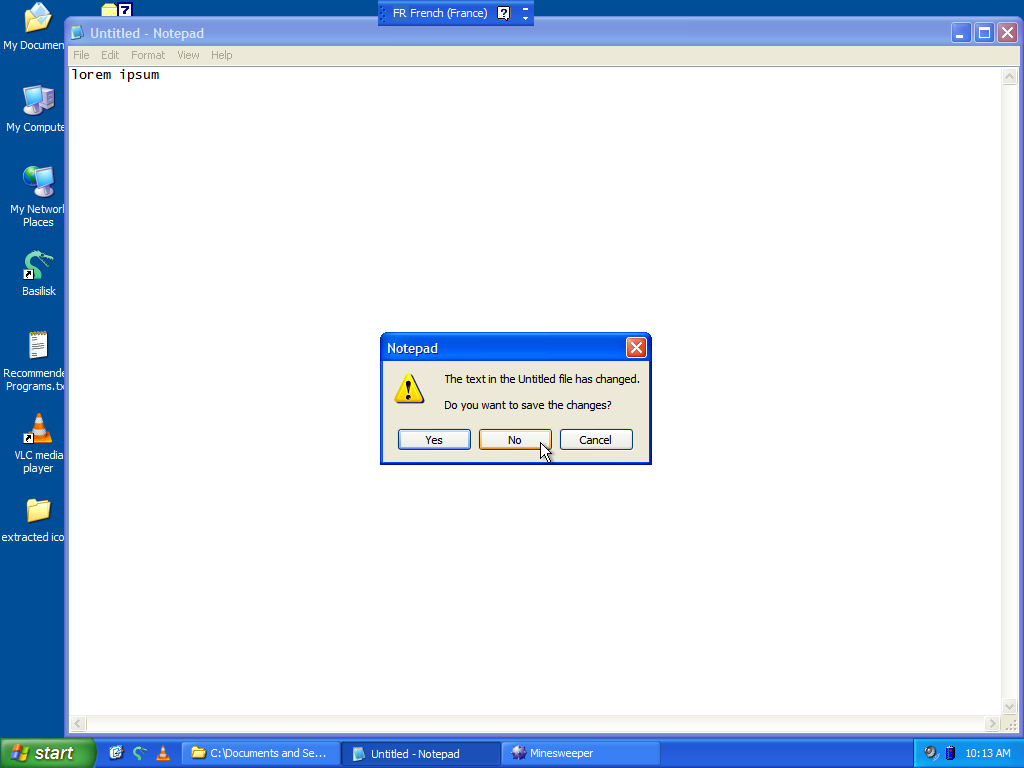 FR French (France)
7
Untitled - Notepad
File Edit Format View Help
lorem ipsum
My Documen
My Compute
My Networ
Places
Basilisk
Recommende
Programs.tx
VLC media
player
extracted ico
Notepad
The text in the Untitled file has changed.
Do you want to save the changes?
Yes No Cancel
start
C:\Documents and Se...
Untitled - Notepad
Minesweeper
10:13 AM